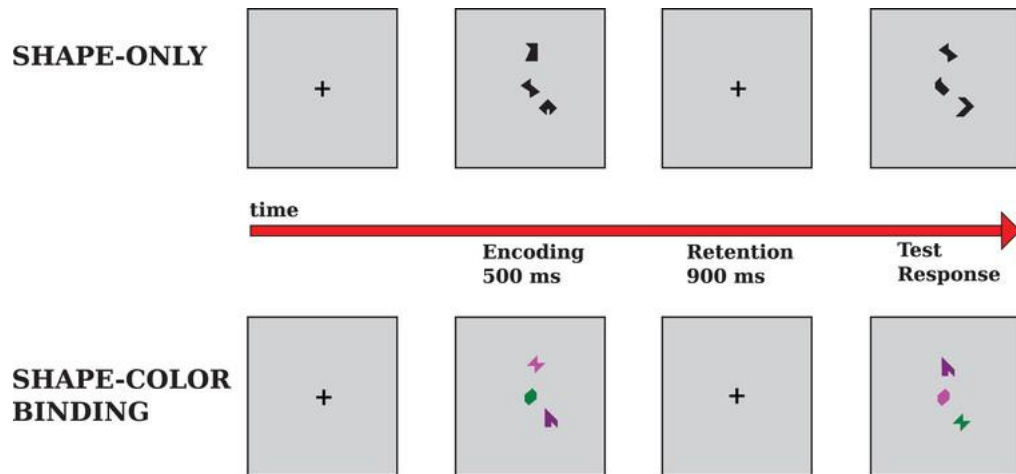 SHAPE-ONLY
time
Encoding
500 ms
Retention
900 ms
Test
Response
SHAPE-COLOR
BINDING